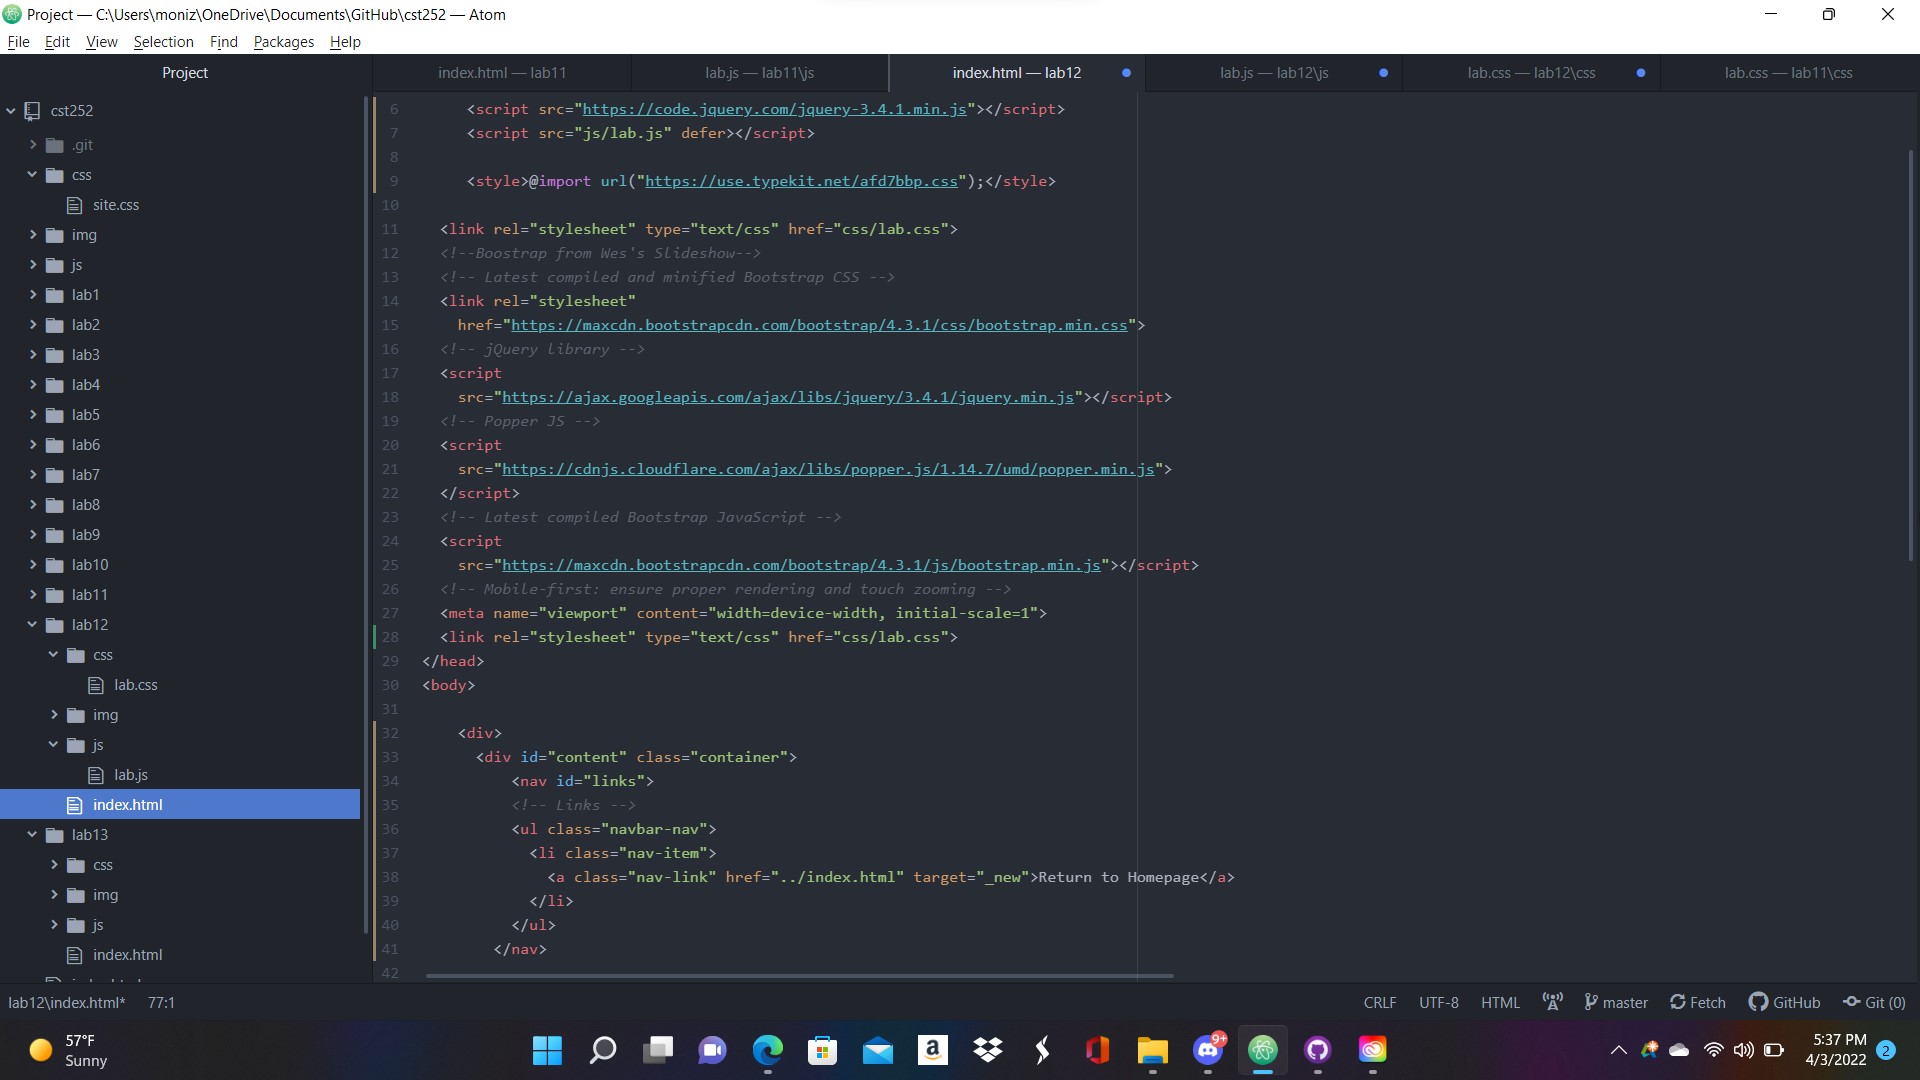 Project — C:\Users\moniz\OneDrive\Documents\GitHub\cst252 — Atom
File Edit View Selection Find Packages Help
Project
index.html — lab11
lab.js — lab11\js
index.html — lab12
lab.js — lab12\js
lab.css — lab12\css
lab.css — lab11\css
cst252
.git
css
site.css
img
js
lab1
lab2
lab3
lab4
lab5
lab6
lab7
lab8
lab9
lab10
lab11
lab12
css
lab.css
img
js
lab.js
index.html
lab13
css
img
js
index.html
6 <script src="https://code.jquery.com/jquery-3.4.1.min.js"></script>
7 <script src="js/lab.js" defer></script>
8
9 <style>@import url("https://use.typekit.net/afd7bbp.css");</style>
10
11 <link rel="stylesheet" type="text/css" href="css/lab.css">
12 <!--Boostrap from Wes's Slideshow-->
13 <!-- Latest compiled and minified Bootstrap CSS -->
14 <link rel="stylesheet"
15 href="https://maxcdn.bootstrapcdn.com/bootstrap/4.3.1/css/bootstrap.min.css">
16 <!-- jQuery library -->
17 <script
18 src="https://ajax.googleapis.com/ajax/libs/jquery/3.4.1/jquery.min.js"></script>
19 <!-- Popper JS -->
20 <script
21 src="https://cdnjs.cloudflare.com/ajax/libs/popper.js/1.14.7/umd/popper.min.js">
22 </script>
23 <!-- Latest compiled Bootstrap JavaScript -->
24 <script
25 src="https://maxcdn.bootstrapcdn.com/bootstrap/4.3.1/js/bootstrap.min.js"></script>
26 <!-- Mobile-first: ensure proper rendering and touch zooming -->
27 <meta name="viewport" content="width=device-width, initial-scale=1">
28 <link rel="stylesheet" type="text/css" href="css/lab.css">
29 </head>
30 <body>
31
32 <div>
33 <div id="content" class="container">
34 <nav id="links">
35 <!-- Links -->
36 <ul class="navbar-nav">
37 <li class="nav-item">
38 <a class="nav-link" href="../index.html" target="_new">Return to Homepage</a>
39 </li>
40 </ul>
41 </nav>
42
lab12\index.html* 77:1
CRLF UTF-8 HTML master Fetch GitHub Git (0)
57°F
Sunny
a
9+
5:37 PM
4/3/2022
2